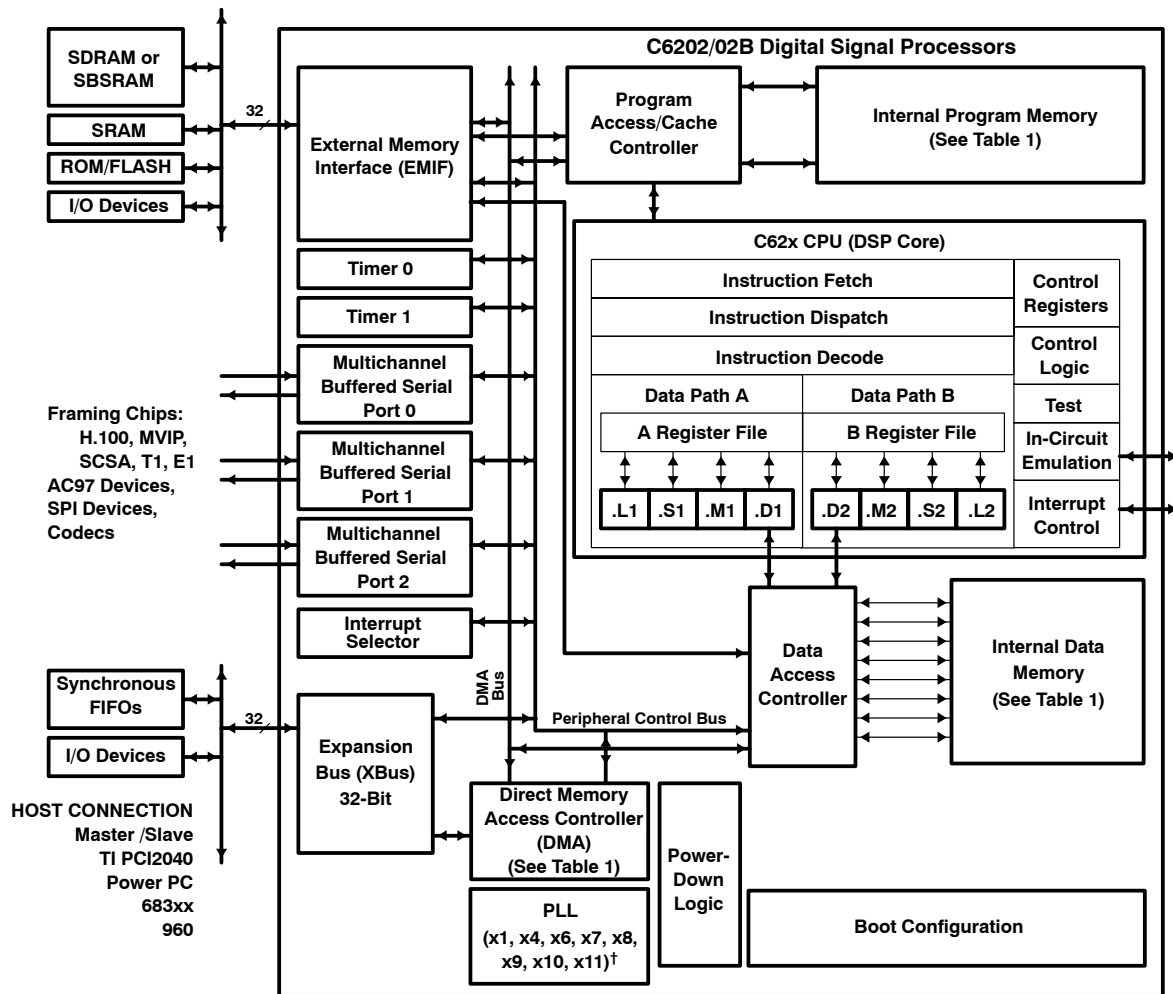 C6202/02B Digital Signal Processors
SDRAM or
SBSRAM
SRAM
ROM/FLASH
I/O Devices
32
External Memory
Interface (EMIF)
Program
Access/Cache
Controller
Internal Program Memory
(See Table 1)
C62x CPU (DSP Core)
Instruction Fetch
Instruction Dispatch
Instruction Decode
Control
Registers
Control
Logic
Test
In-Circuit
Emulation
Interrupt
Control
Data Path A
A Register File
.L1
.S1
.M1
.D1
Data Path B
B Register File
.D2
.M2
.S2
.L2
Timer 0
Timer 1
Multichannel
Buffered Serial
Port 0
Multichannel
Buffered Serial
Port 1
Multichannel
Buffered Serial
Port 2
Framing Chips:
H.100, MVIP,
SCSA, T1, E1
AC97 Devices,
SPI Devices,
Codecs
Interrupt
Selector
DMA
Bus
Peripheral Control Bus
Data
Access
Controller
Internal Data
Memory
(See Table 1)
Synchronous
FIFOs
I/O Devices
32
Expansion
Bus (XBus)
32-Bit
HOST CONNECTION
Master /Slave
TI PCI2040
Power PC
683xx
960
Direct Memory
Access Controller
(DMA)
(See Table 1)
PLL
(x1, x4, x6, x7, x8,
x9, x10, x11)†
Power-
Down
Logic
Boot Configuration